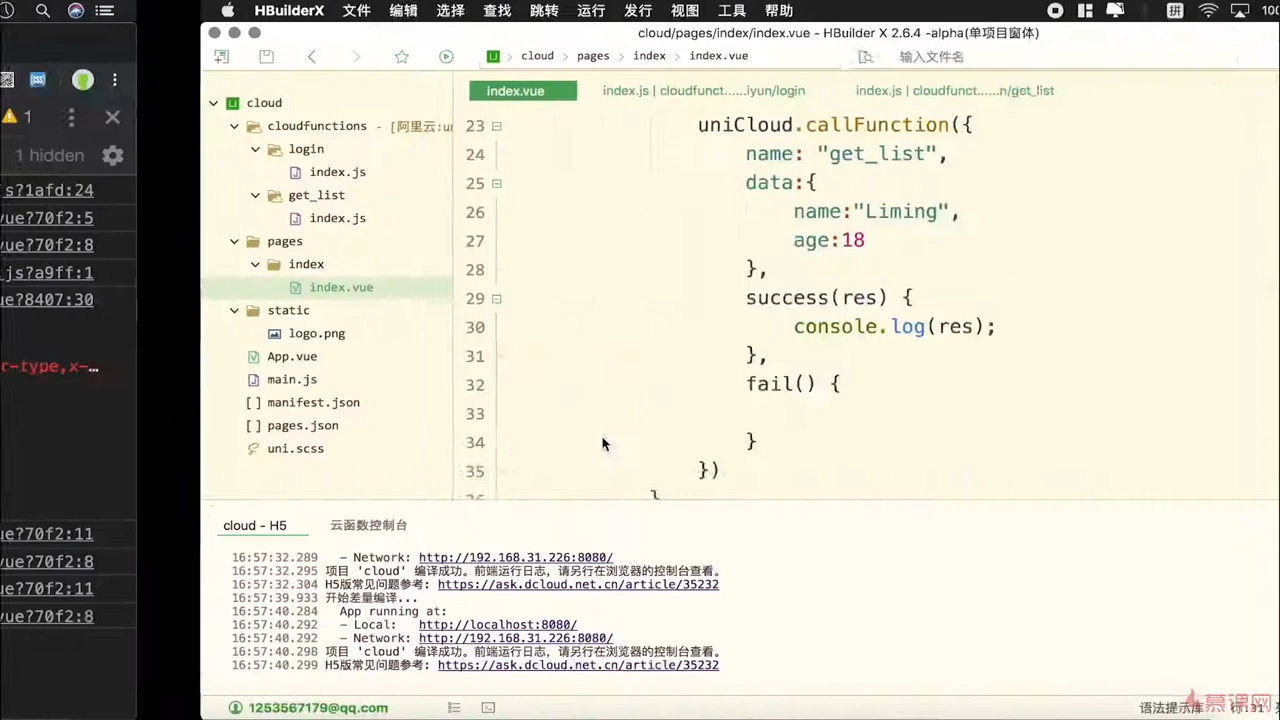 HBuilderX 文件 编辑 选择 查找 跳转 运行 发行 视图 工具 帮助 拼 100
cloud/pages/index/index.vue - HBuilder X 2.6.4 -alpha(单项目窗体)
cloud pages index index.vue 输入文件名
index.vue index.js | cloudfunct......iyun/login index.js | cloudfunct......n/get_list
1
1 hidden
js?1afd:24
vue?70f2:5
vue?70f2:8
.js?a9ff:1
vue?8407:30
r-type,x-…
ue?70f2:11
vue?70f2:8
ue?70f2:11
vue?70f2:8
cloud
cloudfunctions - [阿里云:un
login
index.js
get_list
index.js
pages
index
index.vue
static
logo.png
App.vue
main.js
[ ] manifest.json
[ ] pages.json
uni.scss
23 uniCloud.callFunction({
24 name: "get_list",
25 data:{
26 name:"Liming",
27 age:18
28 },
29 success(res) {
30 console.log(res);
31 },
32 fail() {
33
34 }
35 })
36 }
cloud - H5 云函数控制台
16:57:32.289 - Network: http://192.168.31.226:8080/
16:57:32.295 项目 'cloud' 编译成功。前端运行日志，请另行在浏览器的控制台查看。
16:57:32.304 H5版常见问题参考: https://ask.dcloud.net.cn/article/35232
16:57:39.933 开始差量编译...
16:57:40.284 App running at:
16:57:40.292 - Local: http://localhost:8080/
16:57:40.292 - Network: http://192.168.31.226:8080/
16:57:40.298 项目 'cloud' 编译成功。前端运行日志，请另行在浏览器的控制台查看。
16:57:40.299 H5版常见问题参考: https://ask.dcloud.net.cn/article/35232
1253567179@qq.com 语法提示库 行:31
慕课网